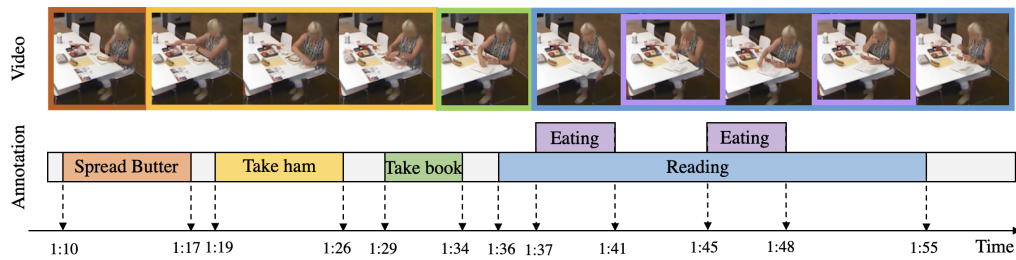 Video
Annotation
Eating
Eating
Spread Butter
Take ham
Take book
Reading
1:10
1:17
1:19
1:26
1:29
1:34
1:36
1:37
1:41
1:45
1:48
1:55
Time